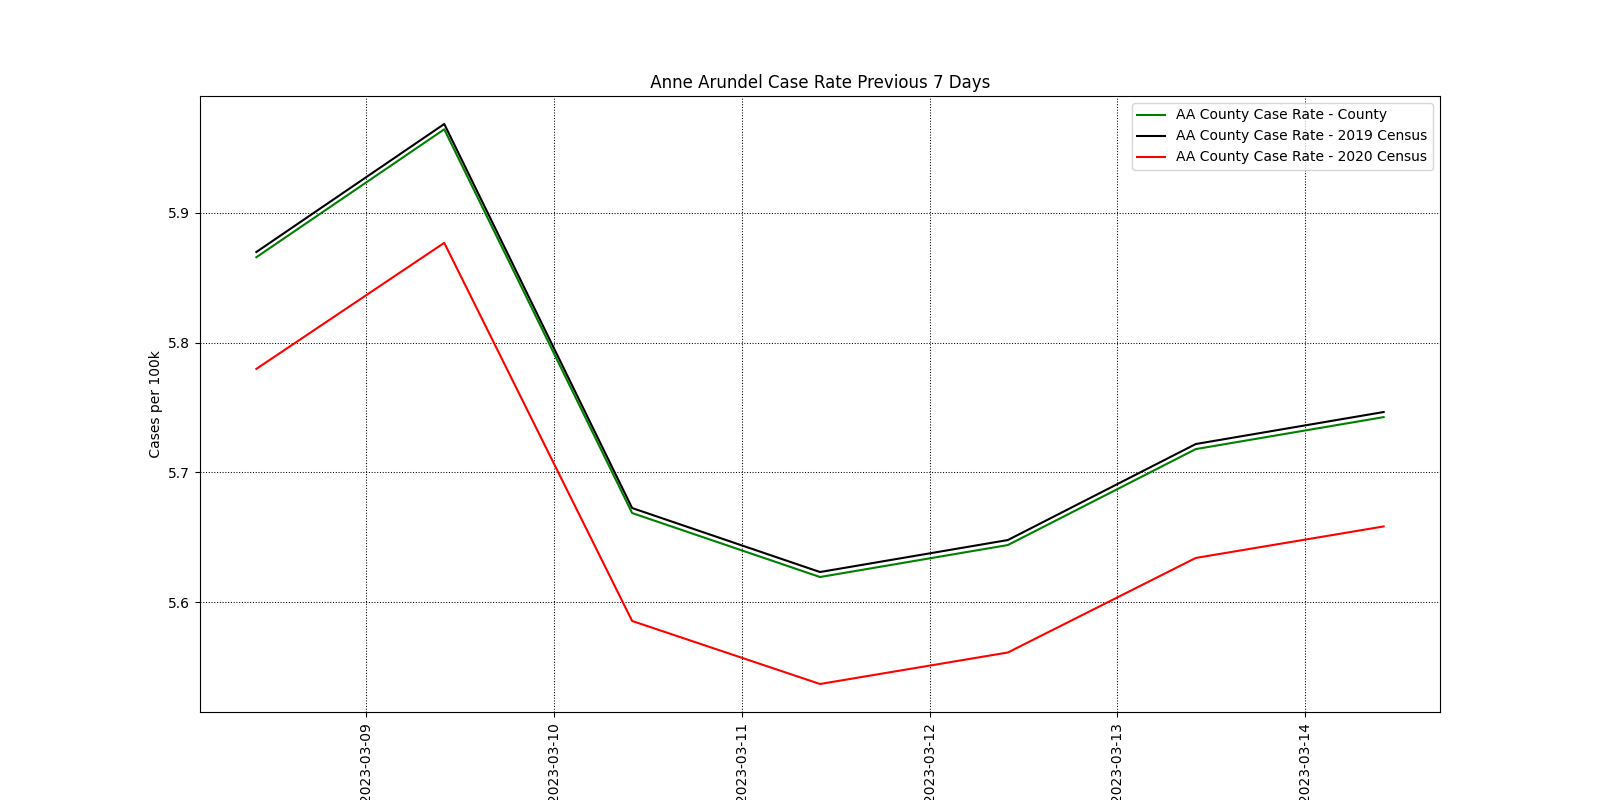 Anne Arundel Case Rate Previous 7 Days
AA County Case Rate - County
AA County Case Rate - 2019 Census
AA County Case Rate - 2020 Census
Cases per 100k
5.9
5.8
5.7
5.6
2023-03-09
2023-03-10
2023-03-11
2023-03-12
2023-03-13
2023-03-14